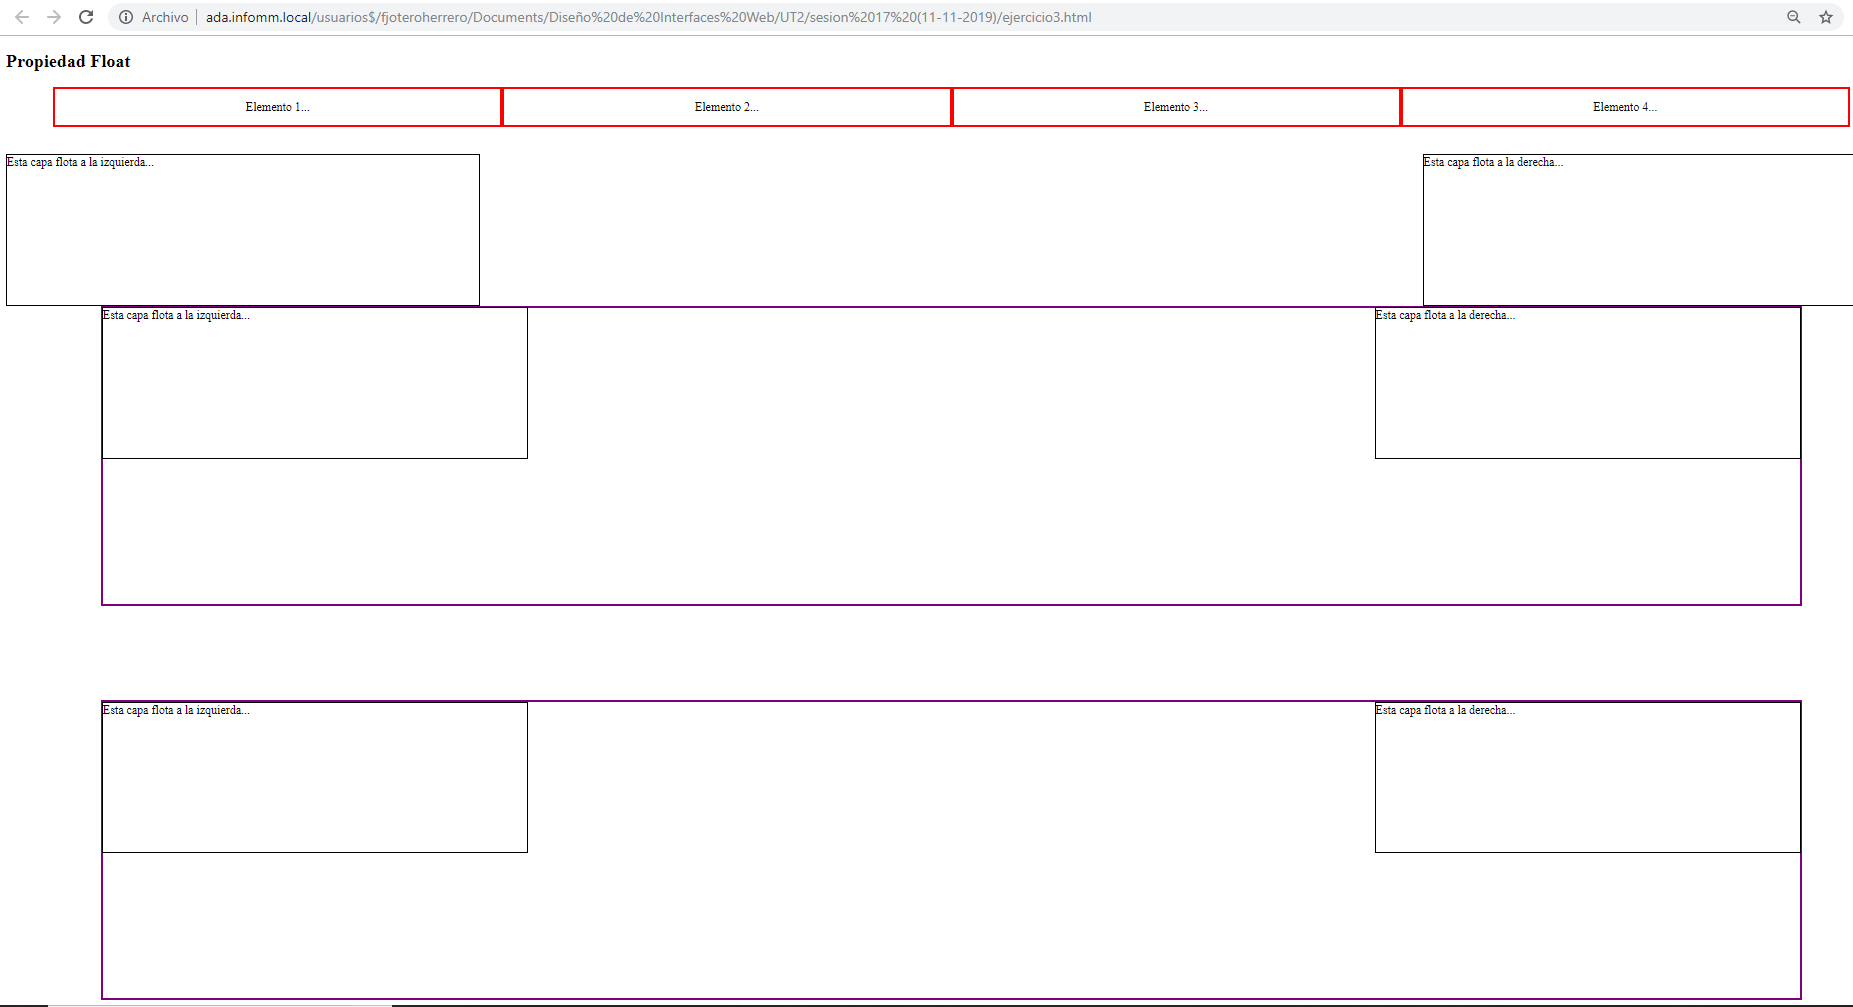 Archivo | ada.infomm.local/usuarios$/fjoteroherrero/Documents/Diseño%20de%20Interfaces%20Web/UT2/sesion%2017%20(11-11-2019)/ejercicio3.html
Propiedad Float
Elemento 1... Elemento 2... Elemento 3... Elemento 4...
Esta capa flota a la izquierda... Esta capa flota a la derecha...
Esta capa flota a la izquierda... Esta capa flota a la derecha...
Esta capa flota a la izquierda... Esta capa flota a la derecha...